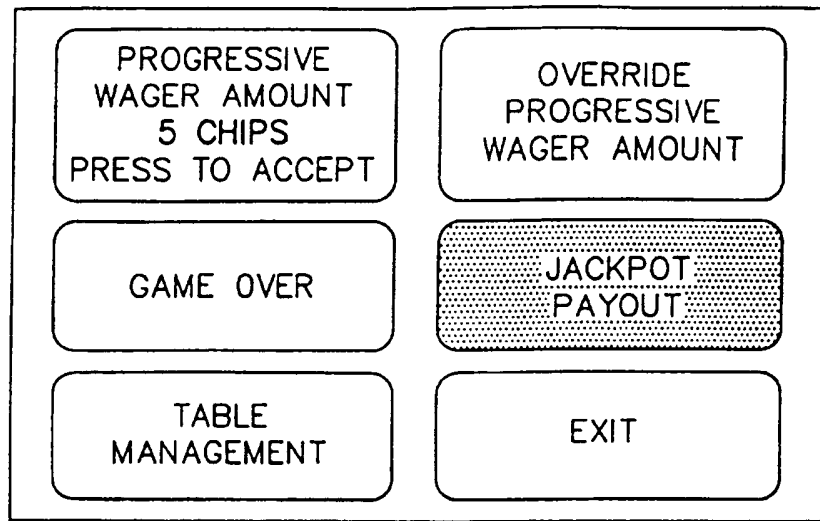 PROGRESSIVE
WAGER AMOUNT
5 CHIPS
PRESS TO ACCEPT
OVERRIDE
PROGRESSIVE
WAGER AMOUNT
GAME OVER
JACKPOT
PAYOUT
TABLE
MANAGEMENT
EXIT